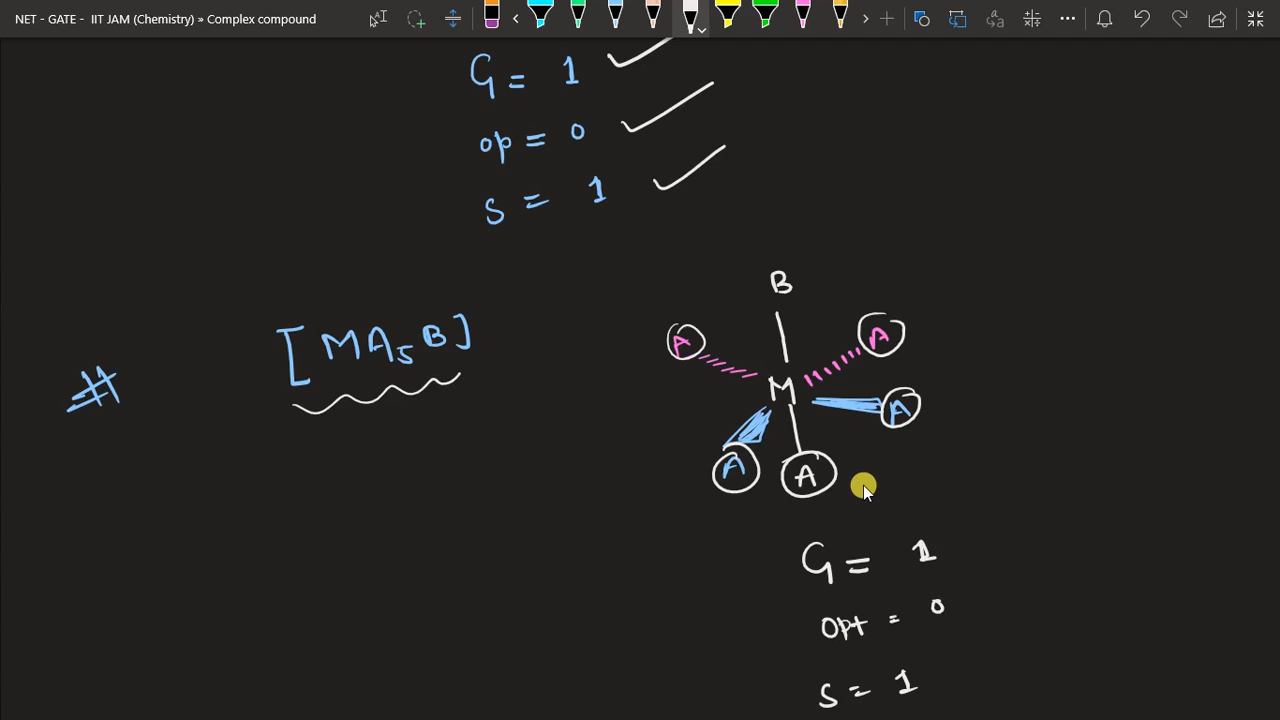 NET - GATE - IIT JAM (Chemistry) » Complex compound
G = 1
op = 0
s = 1
# [MA₅B]
B
A A
M
A
A A
G = 1
opt = 0
s = 1